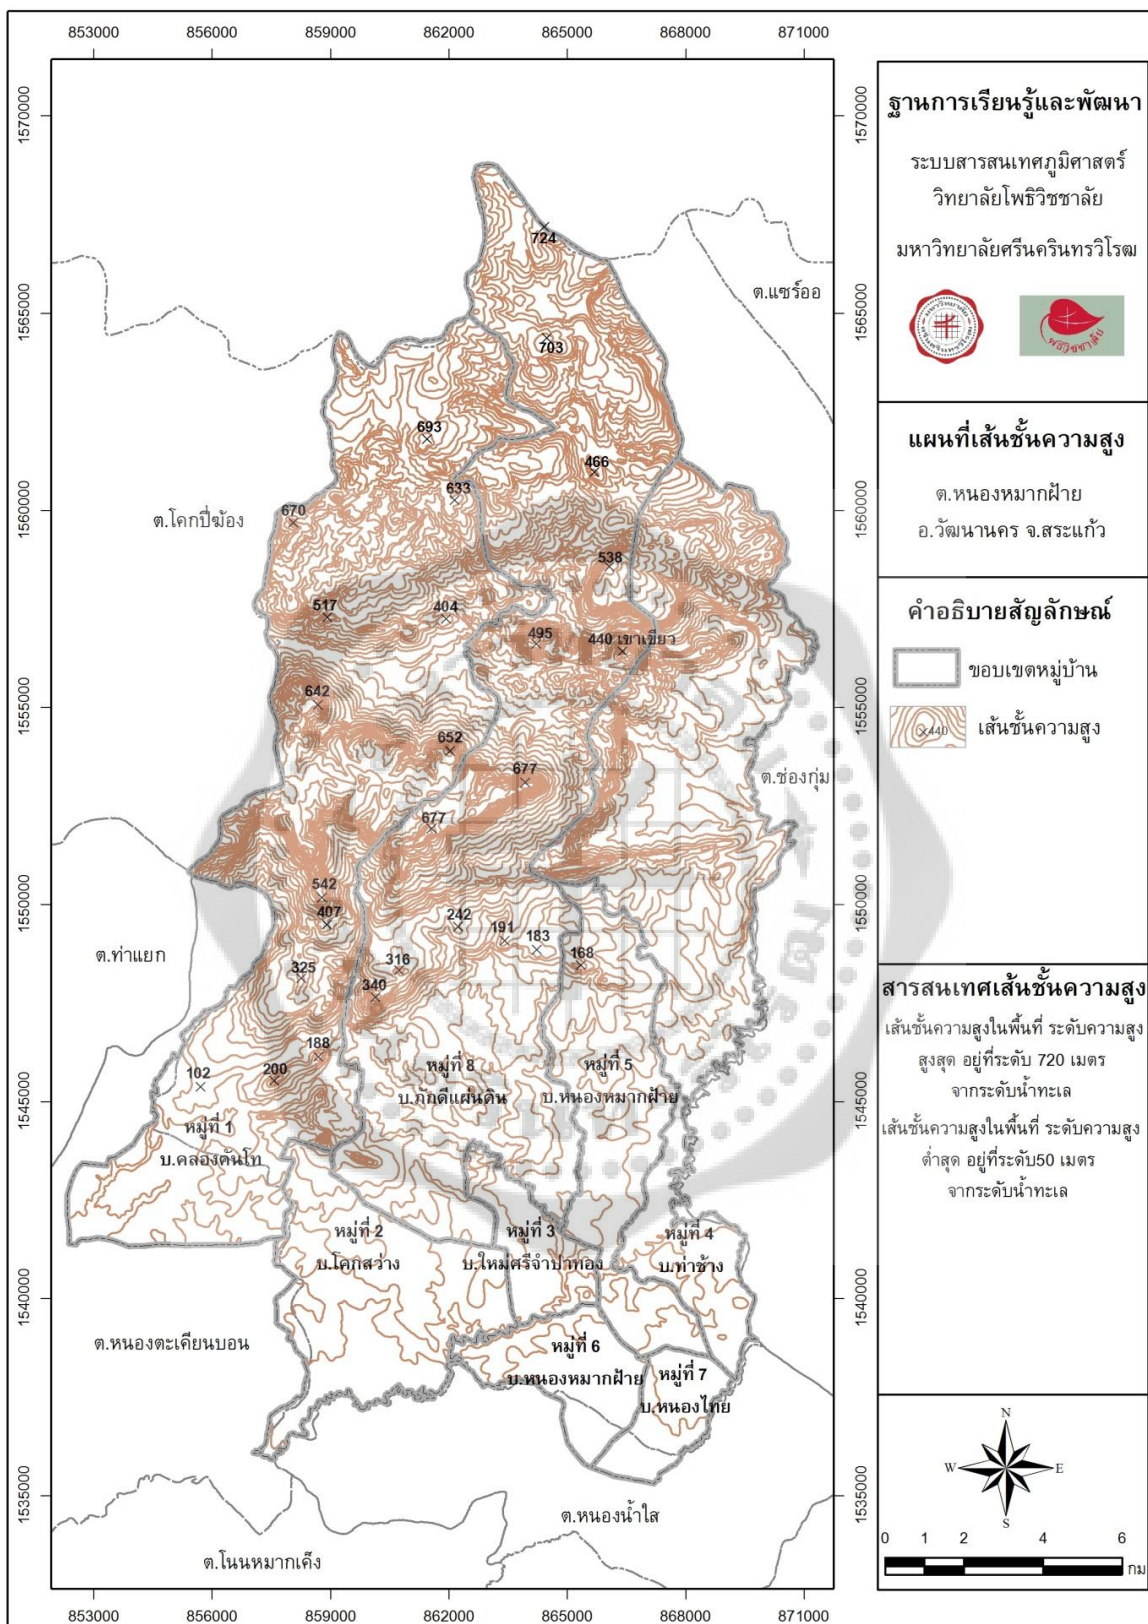 853000 856000 859000 862000 865000 868000 871000
1570000
1565000
1560000
1555000
1550000
1545000
1540000
1535000
1570000
1565000
1560000
1555000
1550000
1545000
1540000
1535000
724
ต.แซร์ออ
703
693
466
633
670
ต.โคกปี่ฆ้อง
538
517
404
495
440 เขาเขียว
642
652
677
ต.ช่องกุ่ม
677
542
407
242
191
183
168
ต.ท่าแยก
325
316
340
188
102
200
หมู่ที่ 8
บ.ภักดีแผ่นดิน
หมู่ที่ 5
บ.หนองหมากฝ้าย
หมู่ที่ 1
บ.คลองคันโท
หมู่ที่ 2
บ.โคกสว่าง
หมู่ที่ 3
บ.ใหม่ศรีจำปาทอง
หมู่ที่ 4
บ.ท่าช้าง
ต.หนองตะเคียนบอน
หมู่ที่ 6
บ.หนองหมากฝ้าย
หมู่ที่ 7
บ.หนองไทย
ต.หนองน้ำใส
ต.โนนหมากเค็ง
853000 856000 859000 862000 865000 868000 871000
ฐานการเรียนรู้และพัฒนา
ระบบสารสนเทศภูมิศาสตร์
วิทยาลัยโพธิวิชชาลัย
มหาวิทยาลัยศรีนครินทรวิโรฒ
แผนที่เส้นชั้นความสูง
ต.หนองหมากฝ้าย
อ.วัฒนานคร จ.สระแก้ว
คำอธิบายสัญลักษณ์
ขอบเขตหมู่บ้าน
440
เส้นชั้นความสูง
สารสนเทศเส้นชั้นความสูง
เส้นชั้นความสูงในพื้นที่ ระดับความสูง
สูงสุด อยู่ที่ระดับ 720 เมตร
จากระดับน้ำทะเล
เส้นชั้นความสูงในพื้นที่ ระดับความสูง
ต่ำสุด อยู่ที่ระดับ50 เมตร
จากระดับน้ำทะเล
N
W E
S
0 1 2 4 6
กม